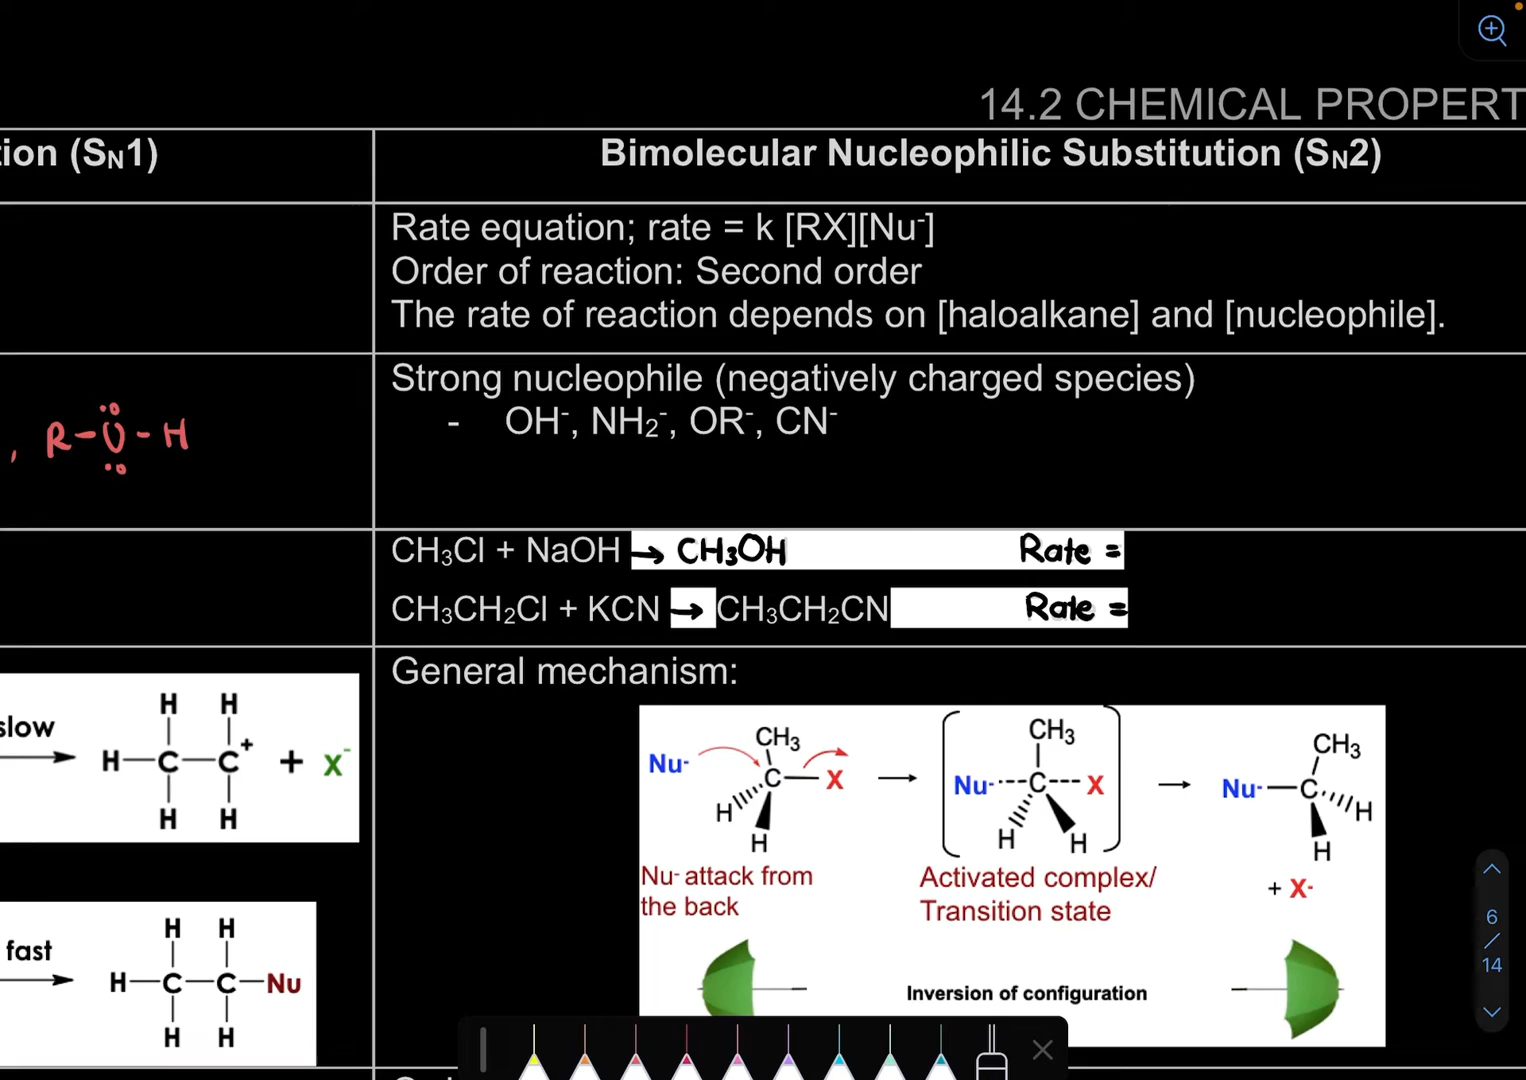 14.2 CHEMICAL PROPERT
tion (SN1)
Bimolecular Nucleophilic Substitution (SN2)
Rate equation; rate = k [RX][Nu-]
Order of reaction: Second order
The rate of reaction depends on [haloalkane] and [nucleophile].
, R-Ö-H
Strong nucleophile (negatively charged species)
- OH-, NH2-, OR-, CN-
CH3Cl + NaOH → CH3OH Rate =
CH3CH2Cl + KCN → CH3CH2CN Rate =
General mechanism:
slow
H H
H-C-C+ + X-
H H
fast
H H
H-C-C-Nu
H H
CH3
Nu- C-X
H
H
→
CH3
Nu----C---X
H H
→
CH3
Nu-—C H
H
Nu- attack from
the back
Activated complex/
Transition state
+ X-
Inversion of configuration
6
/
14